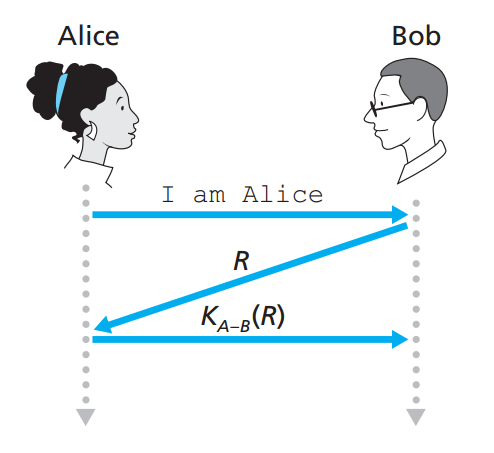 Alice
Bob
I am Alice
R
K_{A–B}(R)